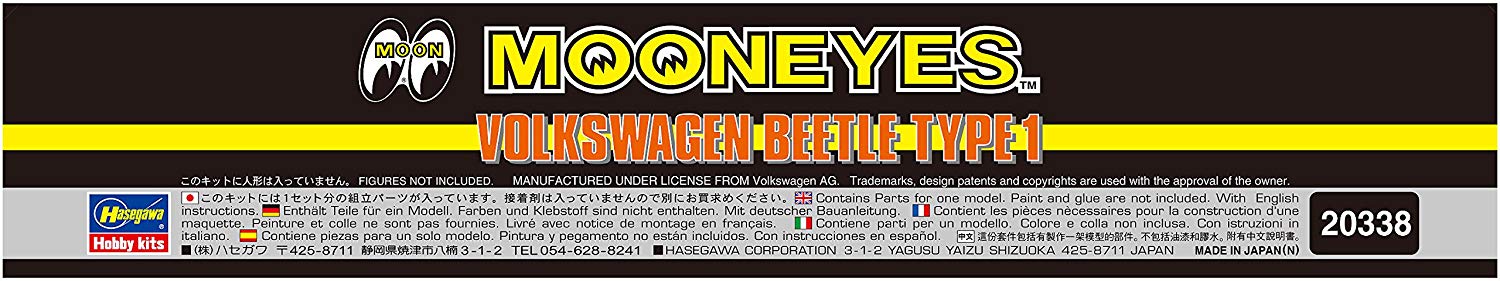 MOON
®
MOONEYES™
VOLKSWAGEN BEETLE TYPE 1
このキットに人形は入っていません。 FIGURES NOT INCLUDED. MANUFACTURED UNDER LICENSE FROM Volkswagen AG. Trademarks, design patents and copyrights are used with the approval of the owner.
Hasegawa
Hobby kits
このキットには1セット分の組立パーツが入っています。接着剤は入っていませんので別にお買求めください。 Contains Parts for one model. Paint and glue are not included. With English
instructions. Enthält Teile für ein Modell. Farben und Klebstoff sind nicht enthalten. Mit deutscher Bauanleitung. Contient les pièces nècessaires pour la construction d'une
maquette. Peinture et colle ne sont pas fournies. Livré avec notice de montage en français. Contiene parti per un modello. Colore e colla non inclusa. Con istruzioni in
italiano. Contiene piezas para un solo modelo. Pintura y pegamento no están incluidos. Con instrucciones en español. 中文 這份套件包括有製作一架模型的部件。不包括油漆和膠水。附有中文說明書。
■(株)ハセガワ 〒425-8711 静岡県焼津市八楠3-1-2 TEL 054-628-8241 ■HASEGAWA CORPORATION 3-1-2 YAGUSU YAIZU SHIZUOKA 425-8711 JAPAN MADE IN JAPAN(N)
20338